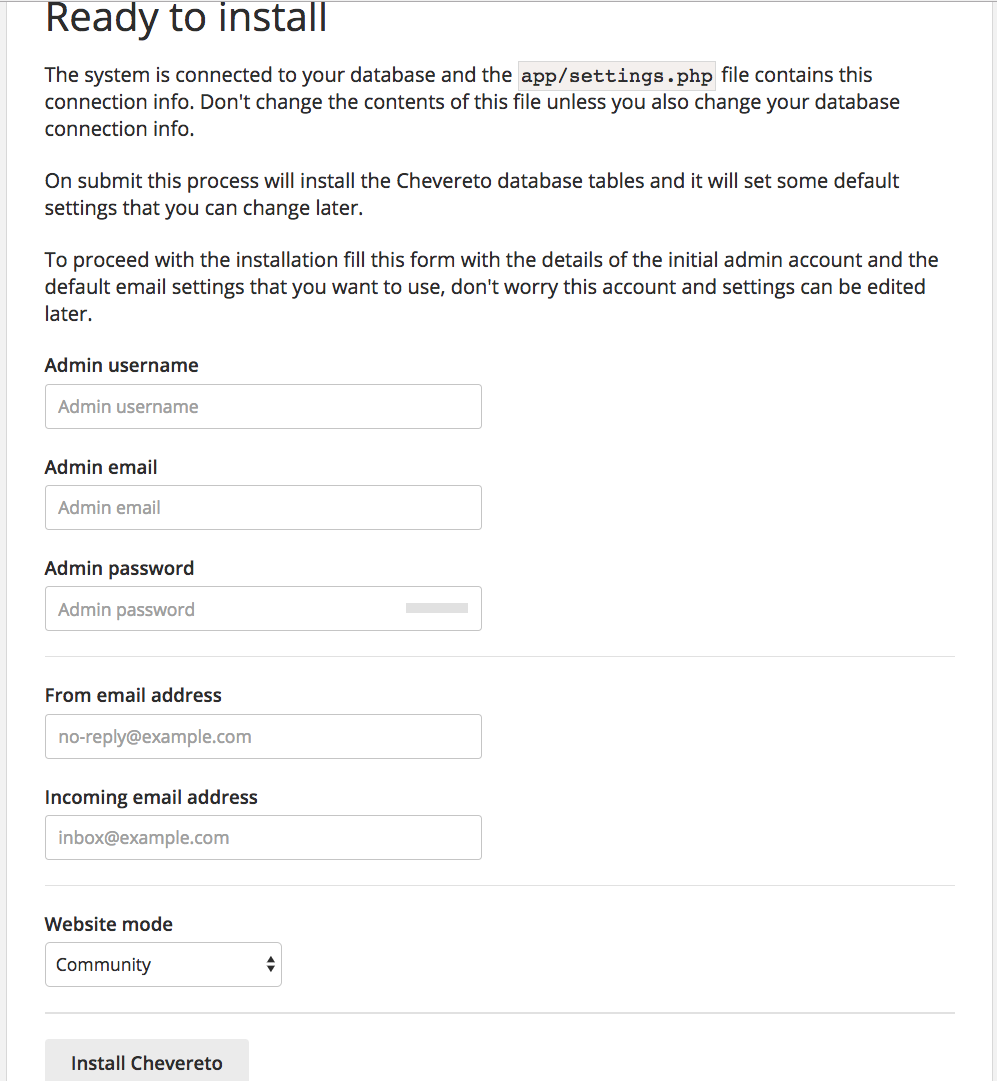 Ready to install
The system is connected to your database and the app/settings.php file contains this
connection info. Don't change the contents of this file unless you also change your database
connection info.
On submit this process will install the Chevereto database tables and it will set some default
settings that you can change later.
To proceed with the installation fill this form with the details of the initial admin account and the
default email settings that you want to use, don't worry this account and settings can be edited
later.
Admin username
Admin username
Admin email
Admin email
Admin password
Admin password
From email address
no-reply@example.com
Incoming email address
inbox@example.com
Website mode
Community
Install Chevereto